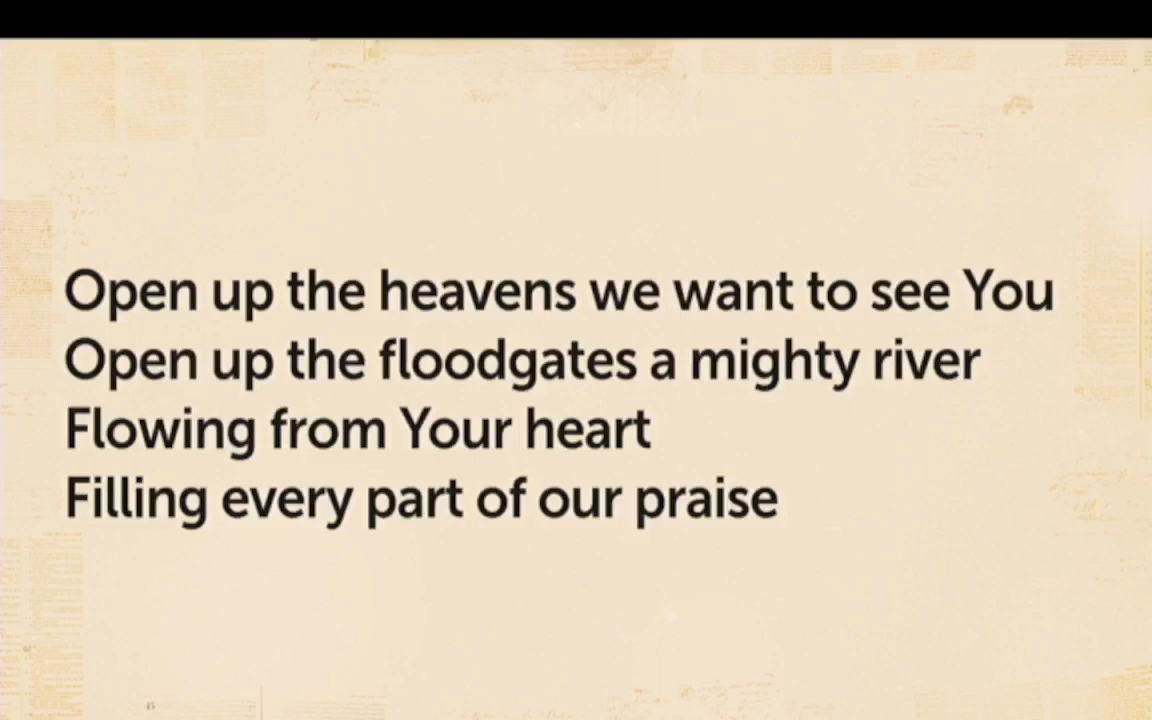 Open up the heavens we want to see You
Open up the floodgates a mighty river
Flowing from Your heart
Filling every part of our praise